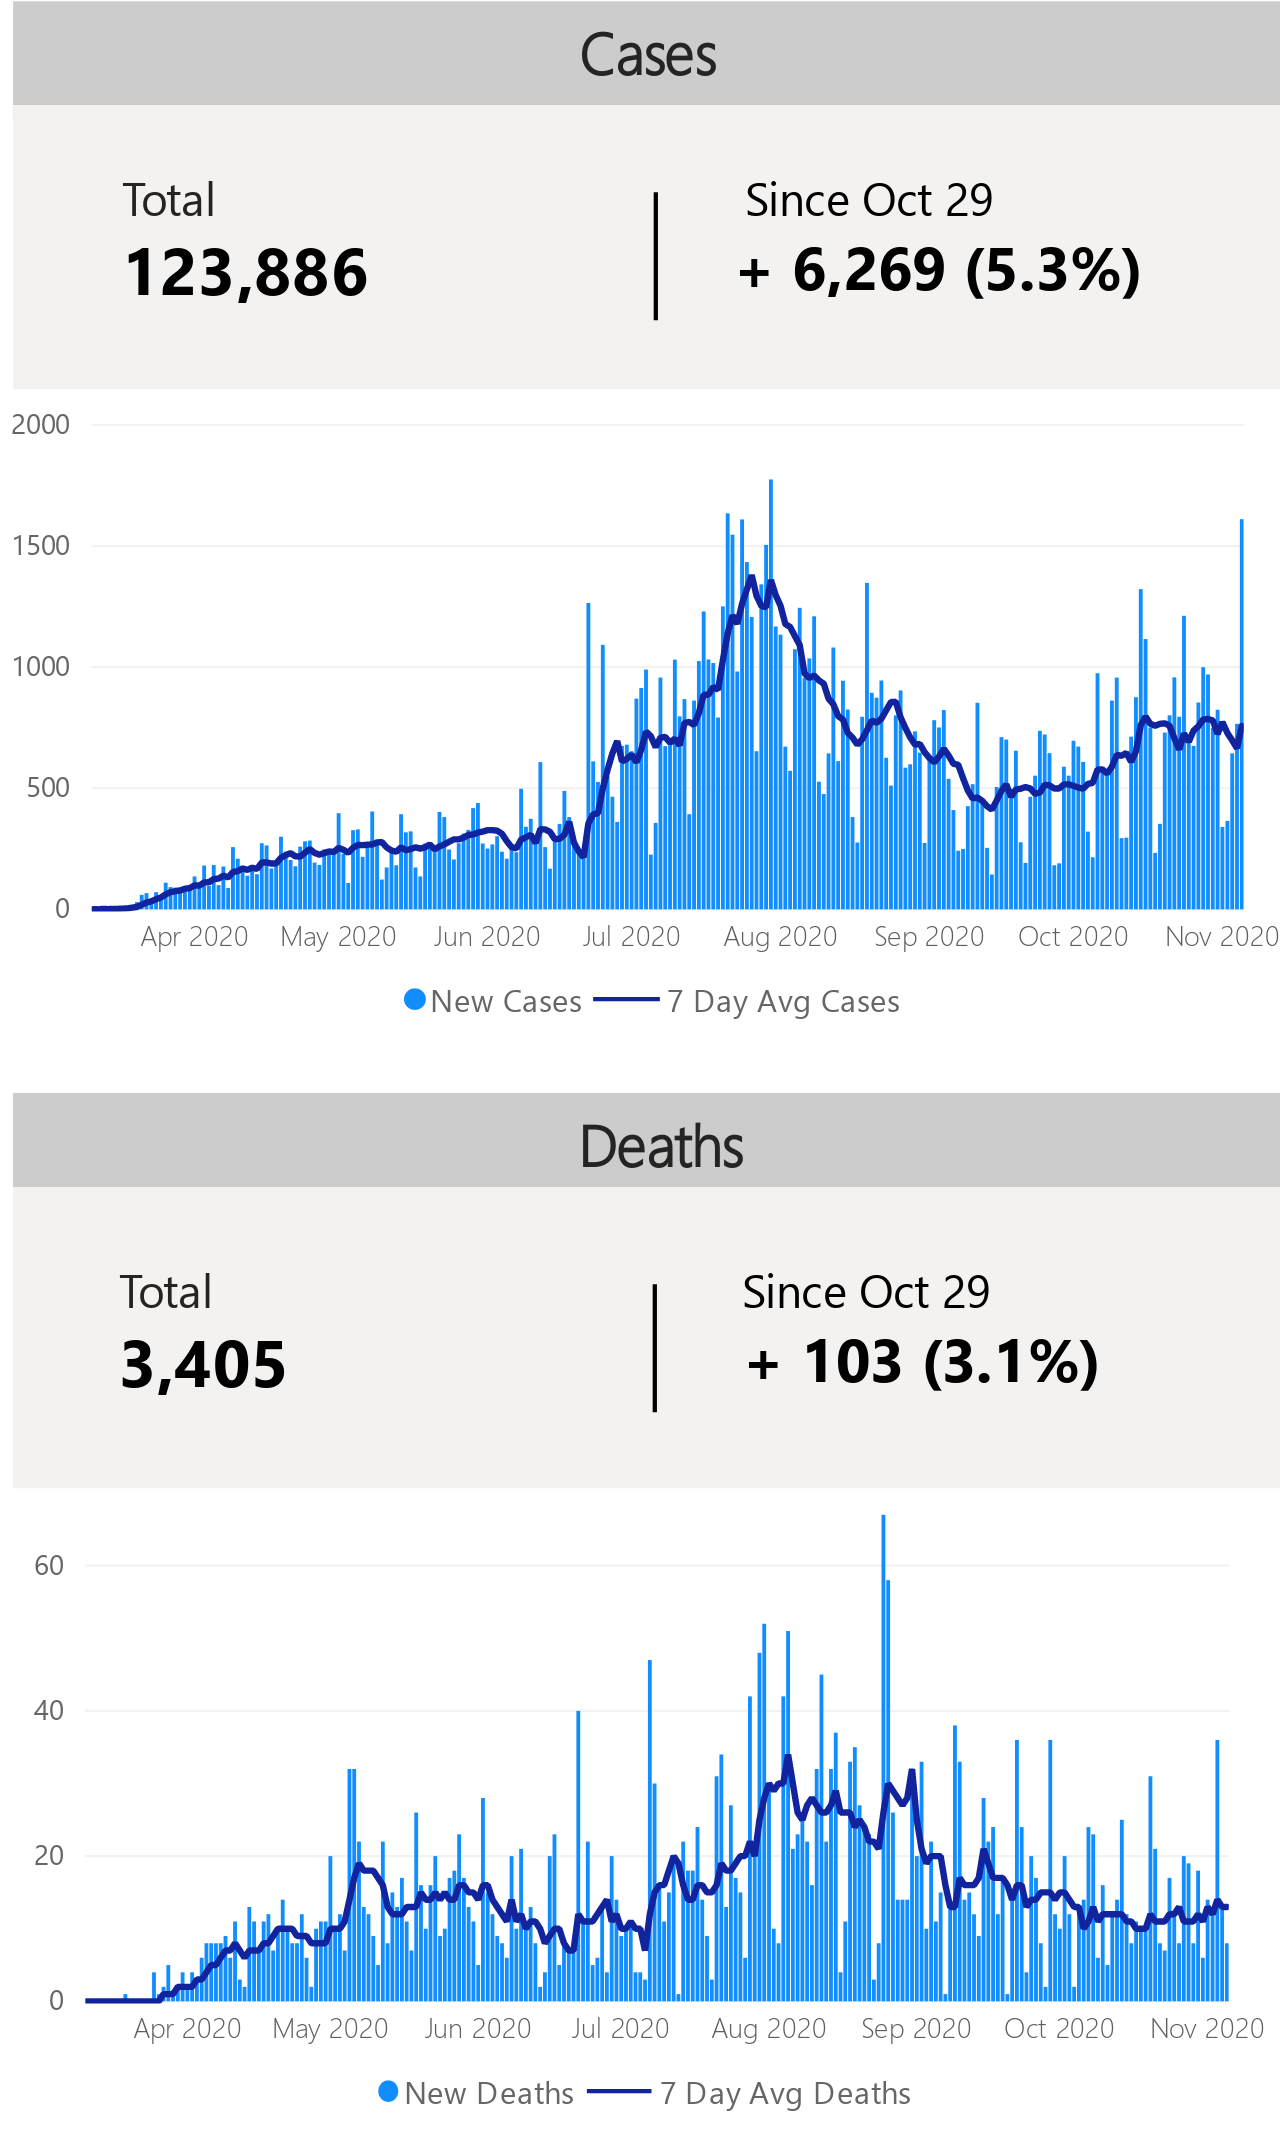 Cases
Total
Since Oct 29
123,886
+ 6,269 (5.3%)
2000
1500
1000
500
0
Apr 2020 May 2020 Jun 2020 Jul 2020 Aug 2020 Sep 2020 Oct 2020 Nov 2020
New Cases 7 Day Avg Cases
Deaths
Total
Since Oct 29
3,405
+ 103 (3.1%)
60
40
20
0
Apr 2020 May 2020 Jun 2020 Jul 2020 Aug 2020 Sep 2020 Oct 2020 Nov 2020
New Deaths 7 Day Avg Deaths